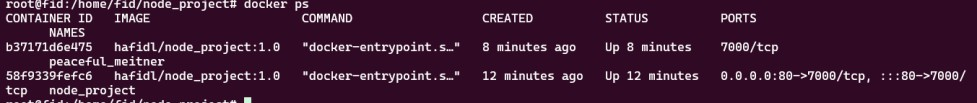 root@fid:/home/fid/node_project# docker ps
CONTAINER ID   IMAGE                     COMMAND                  CREATED          STATUS          PORTS
      NAMES
b37171d6e475   hafidl/node_project:1.0   "docker-entrypoint.s…"   8 minutes ago    Up 8 minutes    7000/tcp
      peaceful_meitner
58f9339fefc6   hafidl/node_project:1.0   "docker-entrypoint.s…"   12 minutes ago   Up 12 minutes   0.0.0.0:80->7000/tcp, :::80->7000/
tcp   node_project
root@fid:/home/fid/node_project#